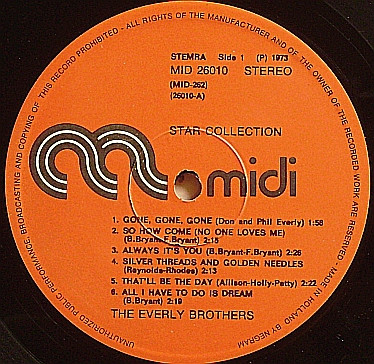 ALL RIGHTS OF THE MANUFACTURER AND OF THE OWNER OF THE RECORDED WORK ARE RESERVED - MADE IN HOLLAND BY NEGRAM
UNAUTHORIZED PUBLIC PERFORMANCE BROADCASTING AND COPYING OF THIS RECORD PROHIBITED -
STEMRA Side 1 (P) 1973
MID 26010 STEREO
(MID-262)
(26010-A)
STAR COLLECTION
midi
1. GONE, GONE, GONE (Don and Phil Everly) 1:58
2. SO HOW COME (NO ONE LOVES ME)
(B.Bryant-F.Bryant) 2:15
3. ALWAYS IT'S YOU (B.Bryant-F.Bryant) 2:26
4. SILVER THREADS AND GOLDEN NEEDLES
(Reynolds-Rhodes) 2:13
5. THAT'LL BE THE DAY (Allison-Holly-Petty) 2:22
6. ALL I HAVE TO DO IS DREAM
(B.Bryant) 2:19
THE EVERLY BROTHERS